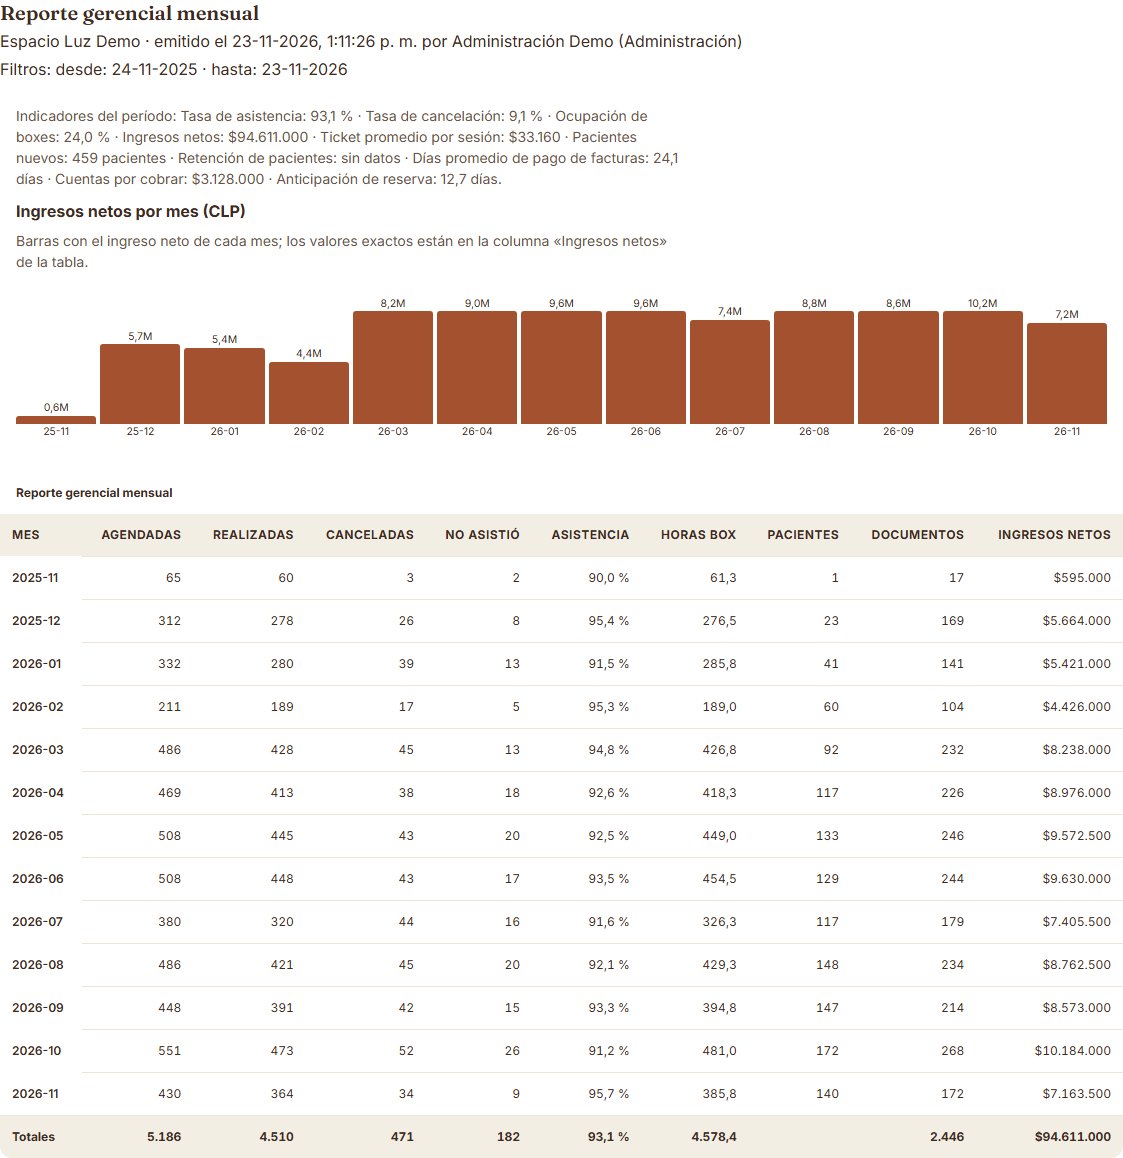 Reporte gerencial mensual
Espacio Luz Demo · emitido el 23-11-2026, 1:11:26 p. m. por Administración Demo (Administración)
Filtros: desde: 24-11-2025 · hasta: 23-11-2026
Indicadores del período: Tasa de asistencia: 93,1 % · Tasa de cancelación: 9,1 % · Ocupación de
boxes: 24,0 % · Ingresos netos: $94.611.000 · Ticket promedio por sesión: $33.160 · Pacientes
nuevos: 459 pacientes · Retención de pacientes: sin datos · Días promedio de pago de facturas: 24,1
días · Cuentas por cobrar: $3.128.000 · Anticipación de reserva: 12,7 días.
Ingresos netos por mes (CLP)
Barras con el ingreso neto de cada mes; los valores exactos están en la columna «Ingresos netos»
de la tabla.
0,6M 5,7M 5,4M 4,4M 8,2M 9,0M 9,6M 9,6M 7,4M 8,8M 8,6M 10,2M 7,2M
25-11 25-12 26-01 26-02 26-03 26-04 26-05 26-06 26-07 26-08 26-09 26-10 26-11
Reporte gerencial mensual
MES AGENDADAS REALIZADAS CANCELADAS NO ASISTIÓ ASISTENCIA HORAS BOX PACIENTES DOCUMENTOS INGRESOS NETOS
2025-11 65 60 3 2 90,0 % 61,3 1 17 $595.000
2025-12 312 278 26 8 95,4 % 276,5 23 169 $5.664.000
2026-01 332 280 39 13 91,5 % 285,8 41 141 $5.421.000
2026-02 211 189 17 5 95,3 % 189,0 60 104 $4.426.000
2026-03 486 428 45 13 94,8 % 426,8 92 232 $8.238.000
2026-04 469 413 38 18 92,6 % 418,3 117 226 $8.976.000
2026-05 508 445 43 20 92,5 % 449,0 133 246 $9.572.500
2026-06 508 448 43 17 93,5 % 454,5 129 244 $9.630.000
2026-07 380 320 44 16 91,6 % 326,3 117 179 $7.405.500
2026-08 486 421 45 20 92,1 % 429,3 148 234 $8.762.500
2026-09 448 391 42 15 93,3 % 394,8 147 214 $8.573.000
2026-10 551 473 52 26 91,2 % 481,0 172 268 $10.184.000
2026-11 430 364 34 9 95,7 % 385,8 140 172 $7.163.500
Totales 5.186 4.510 471 182 93,1 % 4.578,4 2.446 $94.611.000